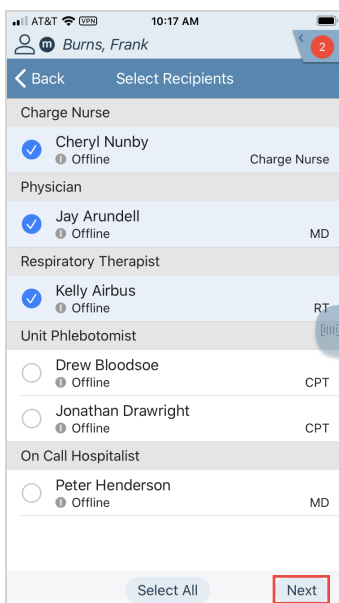 AT&T VPN 10:17 AM
m Burns, Frank 2
Back Select Recipients
Charge Nurse
Cheryl Nunby
Offline Charge Nurse
Physician
Jay Arundell
Offline MD
Respiratory Therapist
Kelly Airbus
Offline RT
Unit Phlebotomist
Drew Bloodsoe
Offline CPT
Jonathan Drawright
Offline CPT
On Call Hospitalist
Peter Henderson
Offline MD
Select All Next